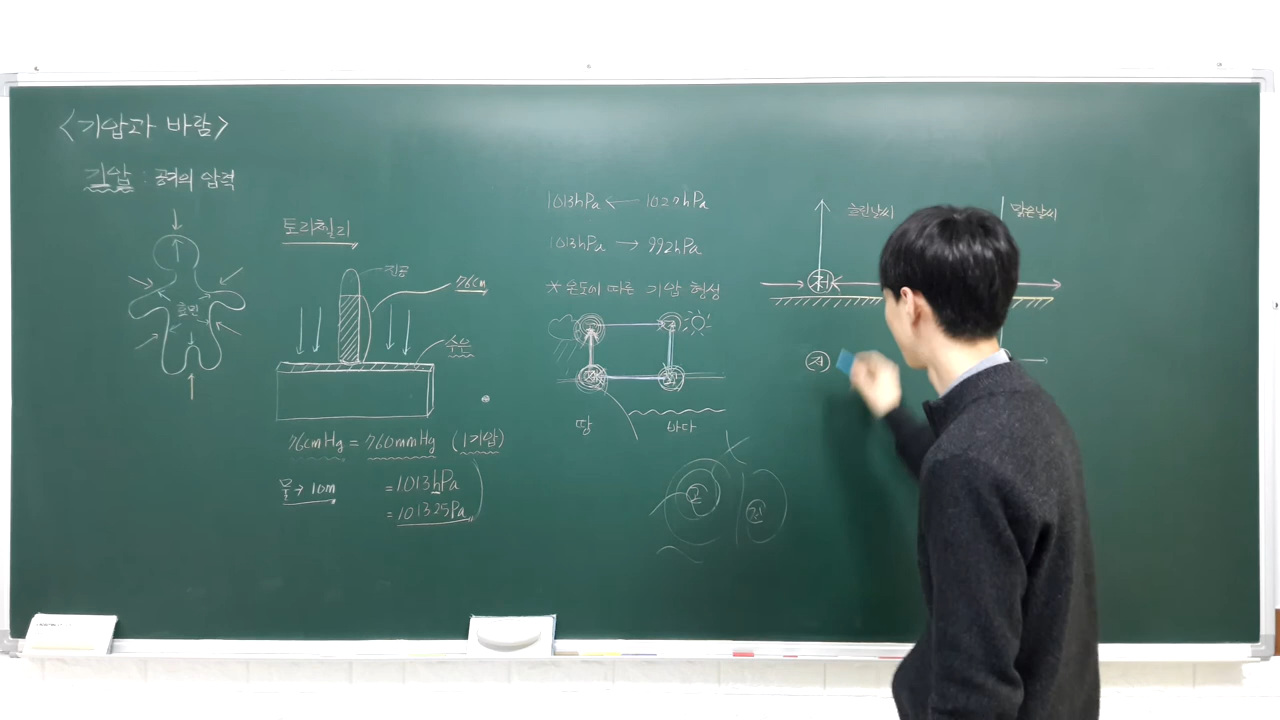 <기압과 바람>
기압 : 공기의 압력
표면
토리첼리
진공
76cm
수은
76cmHg = 760mmHg (1기압)
물→10m
= 1013hPa
= 101325Pa
1013hPa ← 1027hPa
1013hPa → 992hPa
* 온도에 따른 기압 형성
땅
바다
고
저
흐린날씨
맑은날씨
저
저